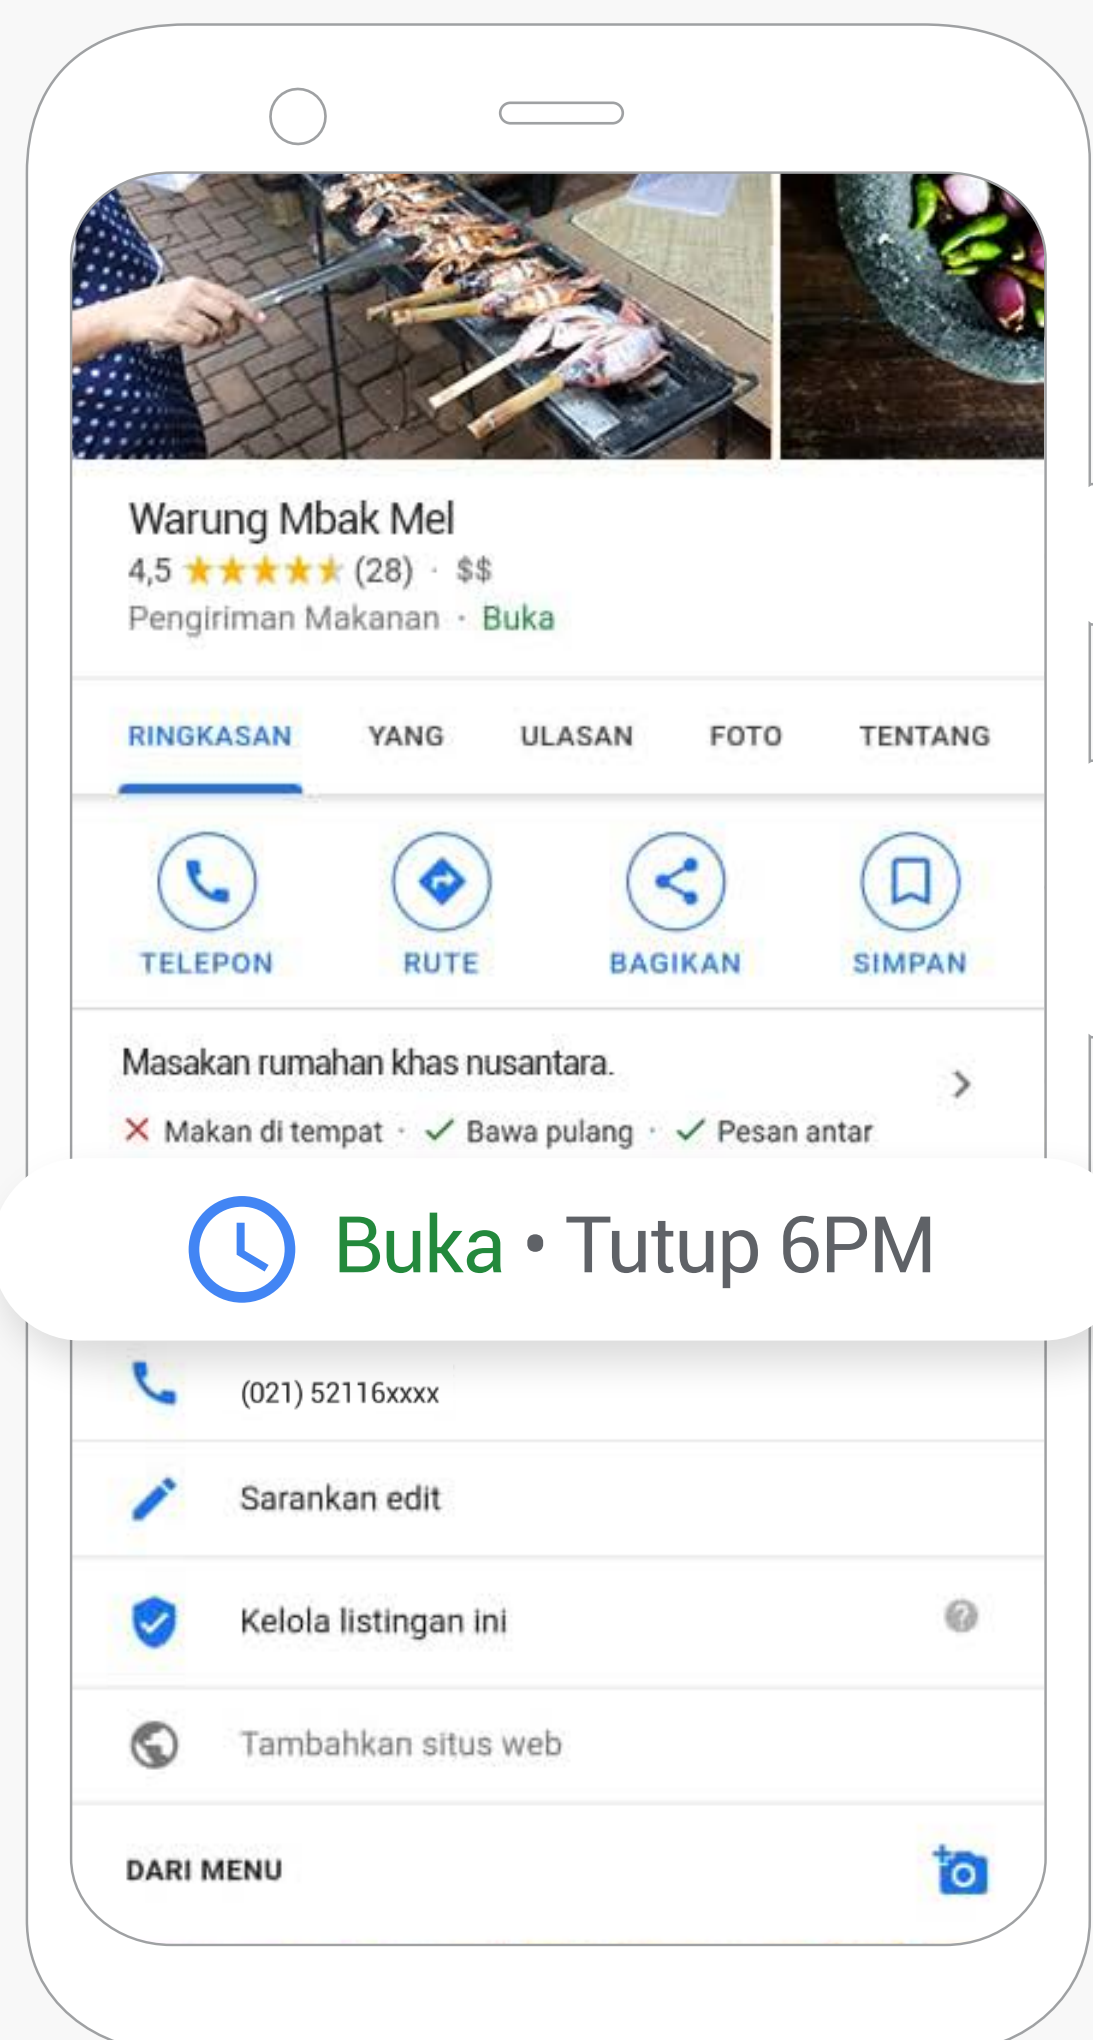 Warung Mbak Mel
4,5 (28) · $$
Pengiriman Makanan · Buka
RINGKASAN YANG ULASAN FOTO TENTANG
TELEPON RUTE BAGIKAN SIMPAN
Masakan rumahan khas nusantara.
Makan di tempat · Bawa pulang · Pesan antar
Buka • Tutup 6PM
(021) 52116xxxx
Sarankan edit
Kelola listingan ini
Tambahkan situs web
DARI MENU